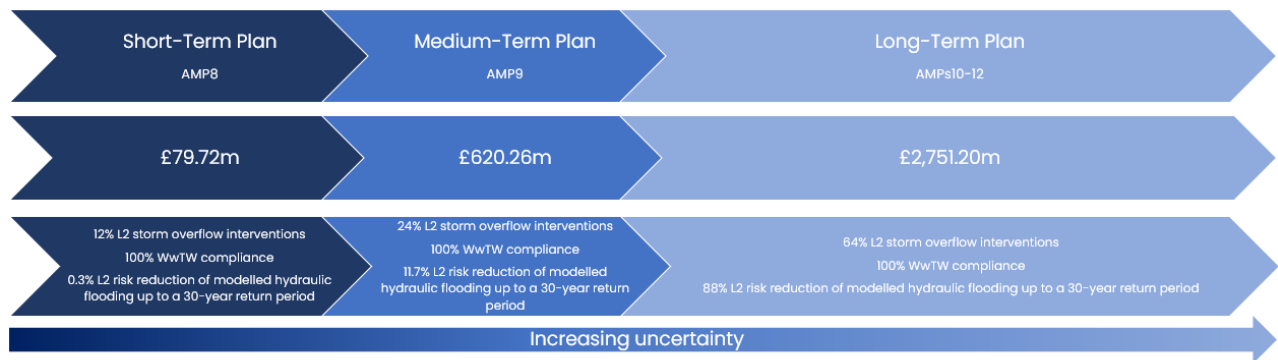 Short-Term Plan
AMP8
Medium-Term Plan
AMP9
Long-Term Plan
AMPs10-12
£79.72m
£620.26m
£2,751.20m
12% L2 storm overflow interventions
100% WwTW compliance
0.3% L2 risk reduction of modelled hydraulic
flooding up to a 30-year return period
24% L2 storm overflow interventions
100% WwTW compliance
11.7% L2 risk reduction of modelled
hydraulic flooding up to a 30-year return
period
64% L2 storm overflow interventions
100% WwTW compliance
88% L2 risk reduction of modelled hydraulic flooding up to a 30-year return period
Increasing uncertainty